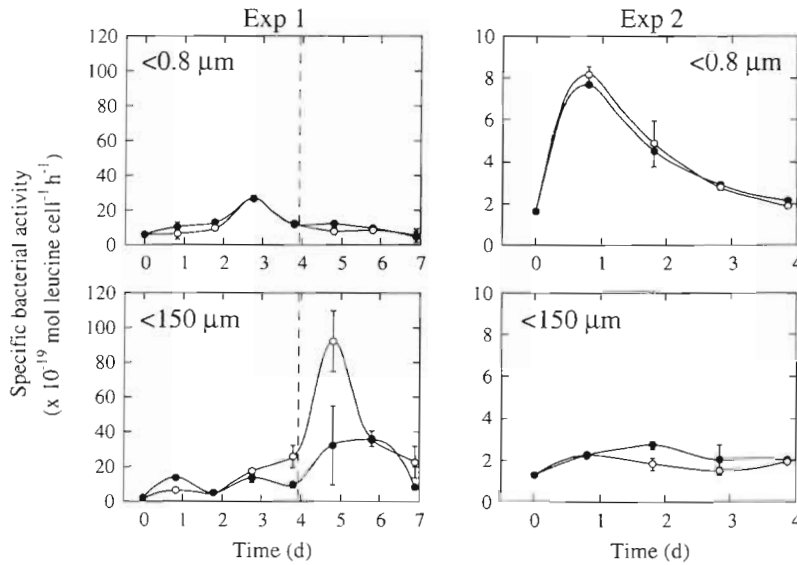 Exp 1
Exp 2
<0.8 µm
<0.8 µm
120
100
80
60
40
20
0
0 1 2 3 4 5 6 7
10
8
6
4
2
0
0 1 2 3 4
Specific bacterial activity
(x 10⁻¹⁹ mol leucine cell⁻¹ h⁻¹)
<150 µm
<150 µm
120
100
80
60
40
20
0
0 1 2 3 4 5 6 7
10
8
6
4
2
0
0 1 2 3 4
Time (d)
Time (d)